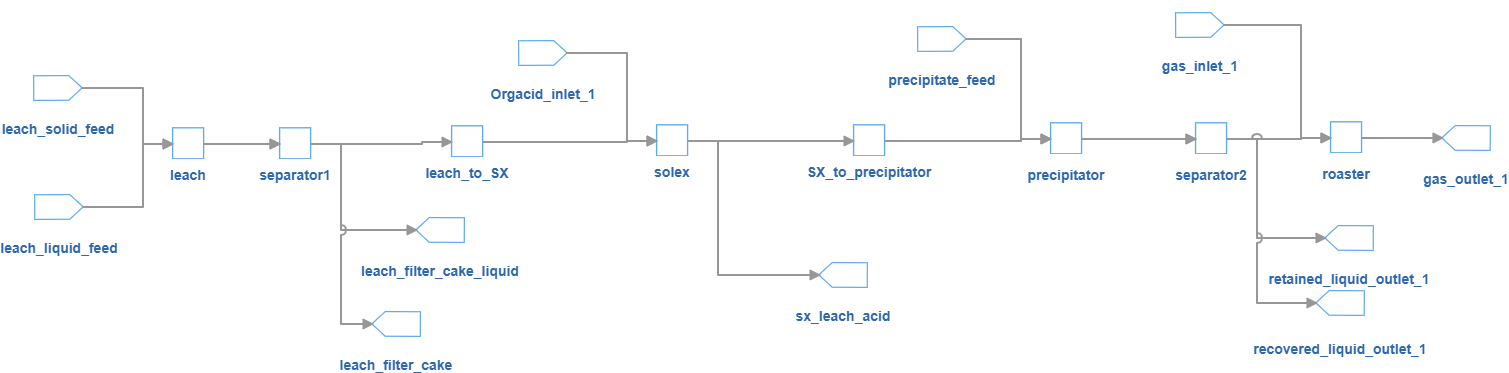 gas_inlet_1
precipitate_feed
Orgacid_inlet_1
leach_solid_feed
leach
separator1
leach_to_SX
solex
SX_to_precipitator
precipitator
separator2
roaster
gas_outlet_1
leach_liquid_feed
leach_filter_cake_liquid
retained_liquid_outlet_1
sx_leach_acid
recovered_liquid_outlet_1
leach_filter_cake